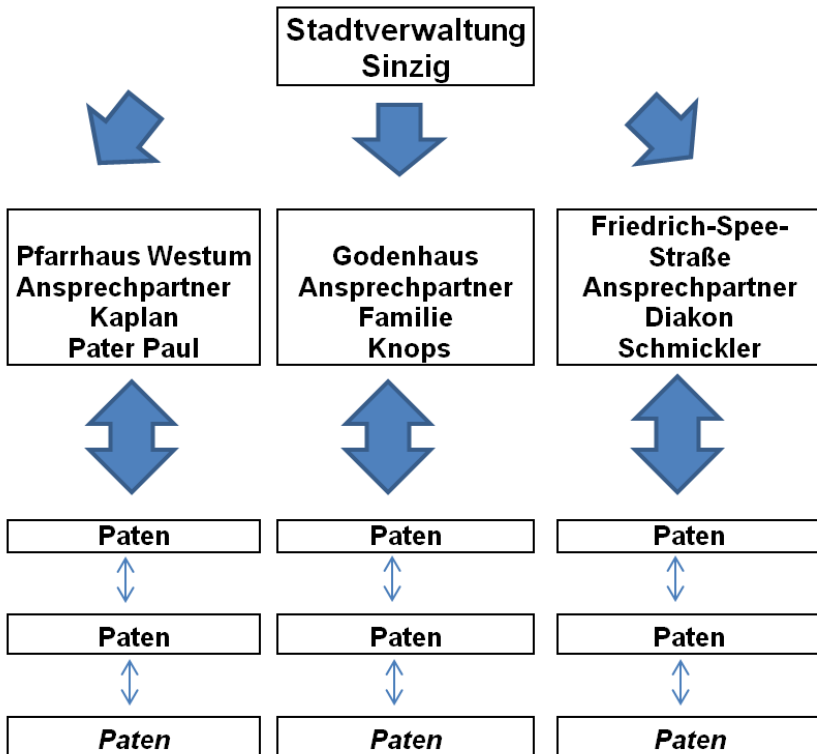 Stadtverwaltung
Sinzig
Pfarrhaus Westum
Ansprechpartner
Kaplan
Pater Paul
Godenhaus
Ansprechpartner
Familie
Knops
Friedrich-Spee-
Straße
Ansprechpartner
Diakon
Schmickler
Paten
Paten
Paten
Paten
Paten
Paten
Paten
Paten
Paten